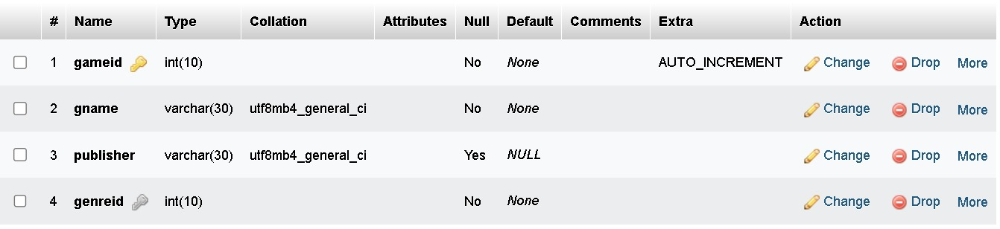 # Name Type Collation Attributes Null Default Comments Extra Action
1 gameid int(10) No None AUTO_INCREMENT Change Drop More
2 gname varchar(30) utf8mb4_general_ci No None Change Drop More
3 publisher varchar(30) utf8mb4_general_ci Yes NULL Change Drop More
4 genreid int(10) No None Change Drop More